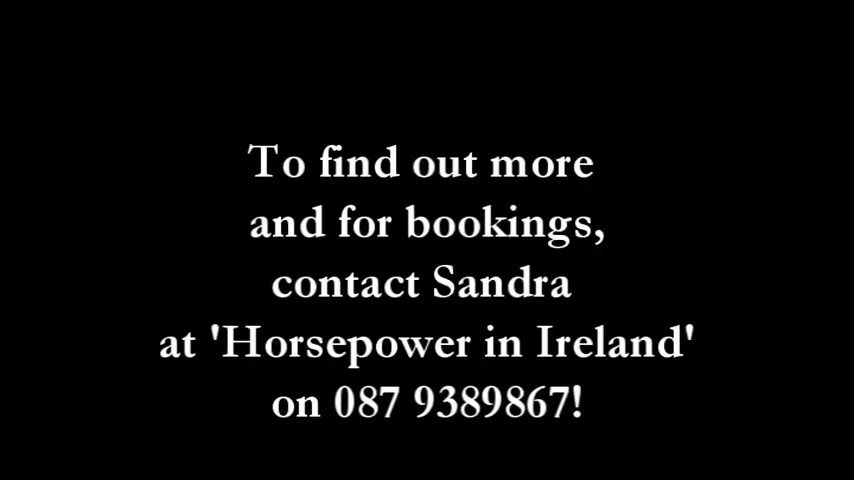 To find out more
and for bookings,
contact Sandra
at 'Horsepower in Ireland'
on 087 9389867!